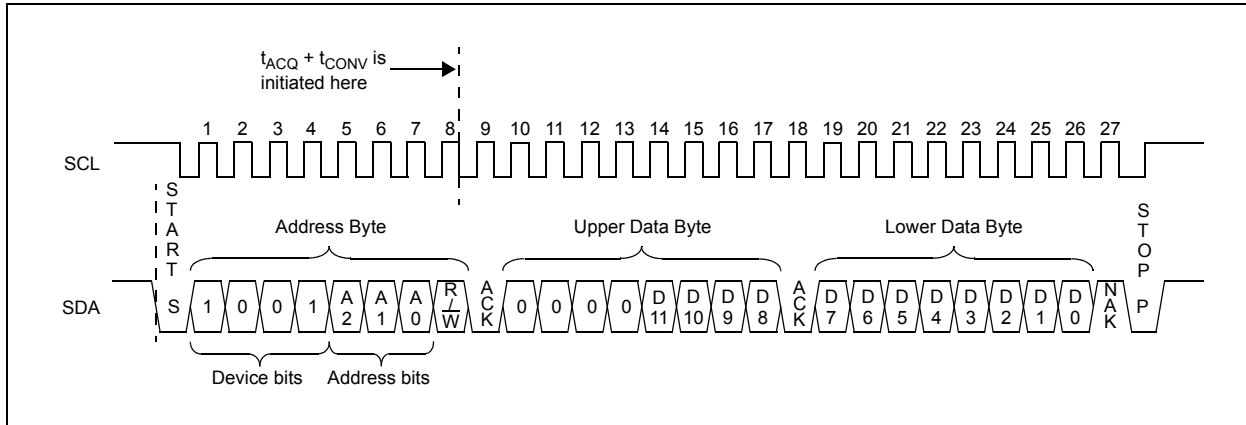 tACQ + tCONV is
initiated here
1 2 3 4 5 6 7 8 9 10 11 12 13 14 15 16 17 18 19 20 21 22 23 24 25 26 27
SCL
START
Address Byte
Upper Data Byte
Lower Data Byte
STOP
SDA
S 1 0 0 1 A2 A1 A0 R/W ACK 0 0 0 0 D11 D10 D9 D8 ACK D7 D6 D5 D4 D3 D2 D1 D0 NAK P
Device bits
Address bits